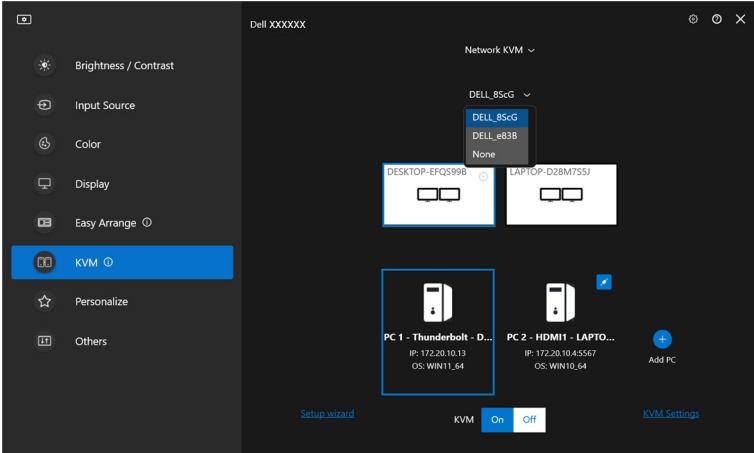 Dell XXXXXX
Network KVM
Brightness / Contrast
Input Source
Color
Display
Easy Arrange
KVM
Personalize
Others
DELL_8ScG
DELL_8ScG
DELL_e83B
None
DESKTOP-EFQS99B
LAPTOP-D28M7S5J
PC 1 - Thunderbolt - D...
IP: 172.20.10.13
OS: WIN11_64
PC 2 - HDMI1 - LAPTO...
IP: 172.20.10.4:5567
OS: WIN10_64
Add PC
Setup wizard
KVM On Off
KVM Settings